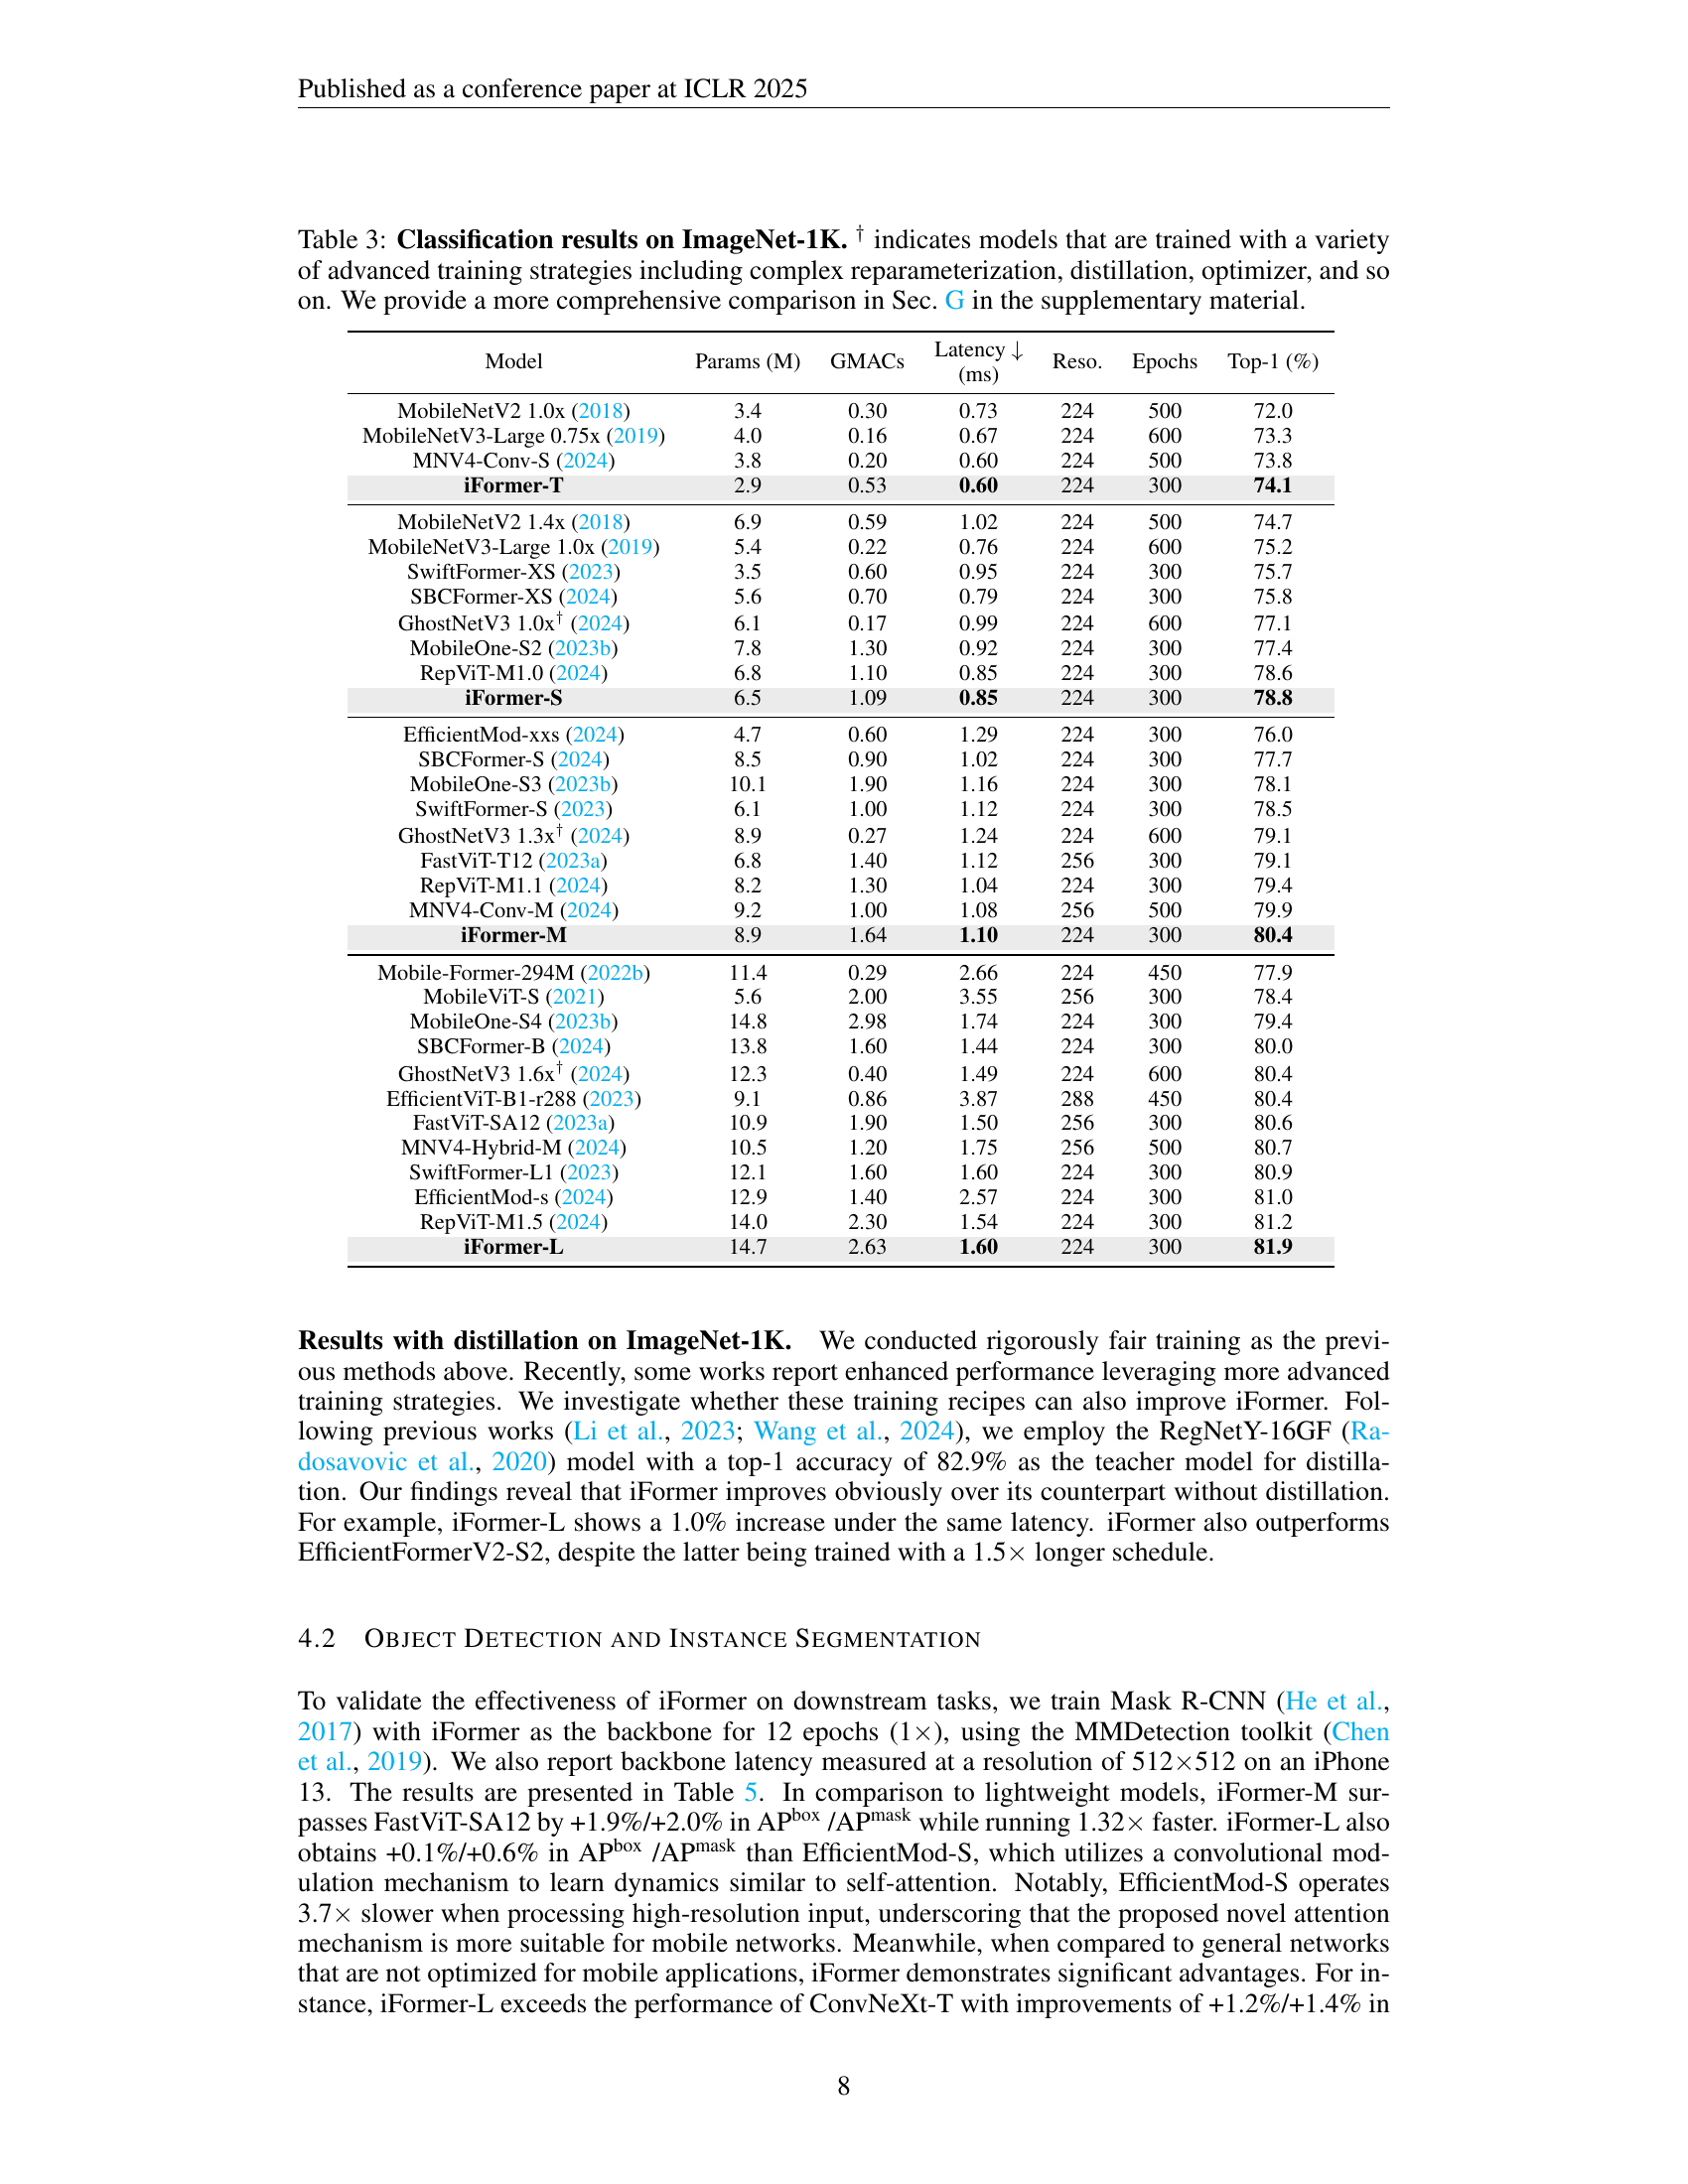 Published as a conference paper at ICLR 2025
Table 3: Classification results on ImageNet-1K. † indicates models that are trained with a variety
of advanced training strategies including complex reparameterization, distillation, optimizer, and so
on. We provide a more comprehensive comparison in Sec. G in the supplementary material.
Model Params (M) GMACs Latency ↓ (ms) Reso. Epochs Top-1 (%)
MobileNetV2 1.0x (2018) 3.4 0.30 0.73 224 500 72.0
MobileNetV3-Large 0.75x (2019) 4.0 0.16 0.67 224 600 73.3
MNV4-Conv-S (2024) 3.8 0.20 0.60 224 500 73.8
iFormer-T 2.9 0.53 0.60 224 300 74.1
MobileNetV2 1.4x (2018) 6.9 0.59 1.02 224 500 74.7
MobileNetV3-Large 1.0x (2019) 5.4 0.22 0.76 224 600 75.2
SwiftFormer-XS (2023) 3.5 0.60 0.95 224 300 75.7
SBCFormer-XS (2024) 5.6 0.70 0.79 224 300 75.8
GhostNetV3 1.0x† (2024) 6.1 0.17 0.99 224 600 77.1
MobileOne-S2 (2023b) 7.8 1.30 0.92 224 300 77.4
RepViT-M1.0 (2024) 6.8 1.10 0.85 224 300 78.6
iFormer-S 6.5 1.09 0.85 224 300 78.8
EfficientMod-xxs (2024) 4.7 0.60 1.29 224 300 76.0
SBCFormer-S (2024) 8.5 0.90 1.02 224 300 77.7
MobileOne-S3 (2023b) 10.1 1.90 1.16 224 300 78.1
SwiftFormer-S (2023) 6.1 1.00 1.12 224 300 78.5
GhostNetV3 1.3x† (2024) 8.9 0.27 1.24 224 600 79.1
FastViT-T12 (2023a) 6.8 1.40 1.12 256 300 79.1
RepViT-M1.1 (2024) 8.2 1.30 1.04 224 300 79.4
MNV4-Conv-M (2024) 9.2 1.00 1.08 256 500 79.9
iFormer-M 8.9 1.64 1.10 224 300 80.4
Mobile-Former-294M (2022b) 11.4 0.29 2.66 224 450 77.9
MobileViT-S (2021) 5.6 2.00 3.55 256 300 78.4
MobileOne-S4 (2023b) 14.8 2.98 1.74 224 300 79.4
SBCFormer-B (2024) 13.8 1.60 1.44 224 300 80.0
GhostNetV3 1.6x† (2024) 12.3 0.40 1.49 224 600 80.4
EfficientViT-B1-r288 (2023) 9.1 0.86 3.87 288 450 80.4
FastViT-SA12 (2023a) 10.9 1.90 1.50 256 300 80.6
MNV4-Hybrid-M (2024) 10.5 1.20 1.75 256 500 80.7
SwiftFormer-L1 (2023) 12.1 1.60 1.60 224 300 80.9
EfficientMod-s (2024) 12.9 1.40 2.57 224 300 81.0
RepViT-M1.5 (2024) 14.0 2.30 1.54 224 300 81.2
iFormer-L 14.7 2.63 1.60 224 300 81.9
Results with distillation on ImageNet-1K. We conducted rigorously fair training as the previ-
ous methods above. Recently, some works report enhanced performance leveraging more advanced
training strategies. We investigate whether these training recipes can also improve iFormer. Fol-
lowing previous works (Li et al., 2023; Wang et al., 2024), we employ the RegNetY-16GF (Ra-
dosavovic et al., 2020) model with a top-1 accuracy of 82.9% as the teacher model for distilla-
tion. Our findings reveal that iFormer improves obviously over its counterpart without distillation.
For example, iFormer-L shows a 1.0% increase under the same latency. iFormer also outperforms
EfficientFormerV2-S2, despite the latter being trained with a 1.5× longer schedule.
4.2 OBJECT DETECTION AND INSTANCE SEGMENTATION
To validate the effectiveness of iFormer on downstream tasks, we train Mask R-CNN (He et al.,
2017) with iFormer as the backbone for 12 epochs (1×), using the MMDetection toolkit (Chen
et al., 2019). We also report backbone latency measured at a resolution of 512×512 on an iPhone
13. The results are presented in Table 5. In comparison to lightweight models, iFormer-M sur-
passes FastViT-SA12 by +1.9%/+2.0% in APbox /APmask while running 1.32× faster. iFormer-L also
obtains +0.1%/+0.6% in APbox /APmask than EfficientMod-S, which utilizes a convolutional mod-
ulation mechanism to learn dynamics similar to self-attention. Notably, EfficientMod-S operates
3.7× slower when processing high-resolution input, underscoring that the proposed novel attention
mechanism is more suitable for mobile networks. Meanwhile, when compared to general networks
that are not optimized for mobile applications, iFormer demonstrates significant advantages. For in-
stance, iFormer-L exceeds the performance of ConvNeXt-T with improvements of +1.2%/+1.4% in
8